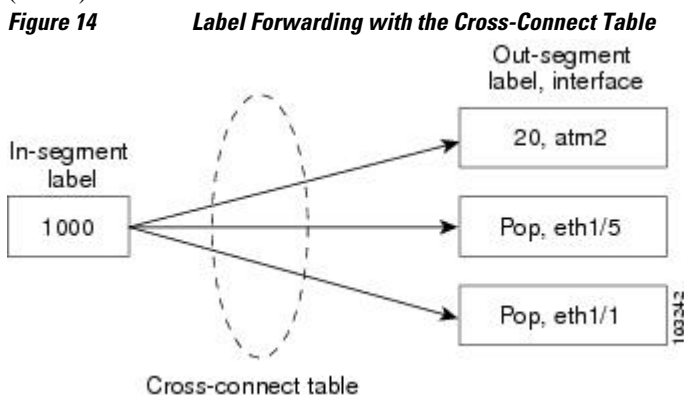 Figure 14 Label Forwarding with the Cross-Connect Table
Out-segment
label, interface
In-segment
label
1000
20, atm2
Pop, eth1/5
Pop, eth1/1
Cross-connect table
103242